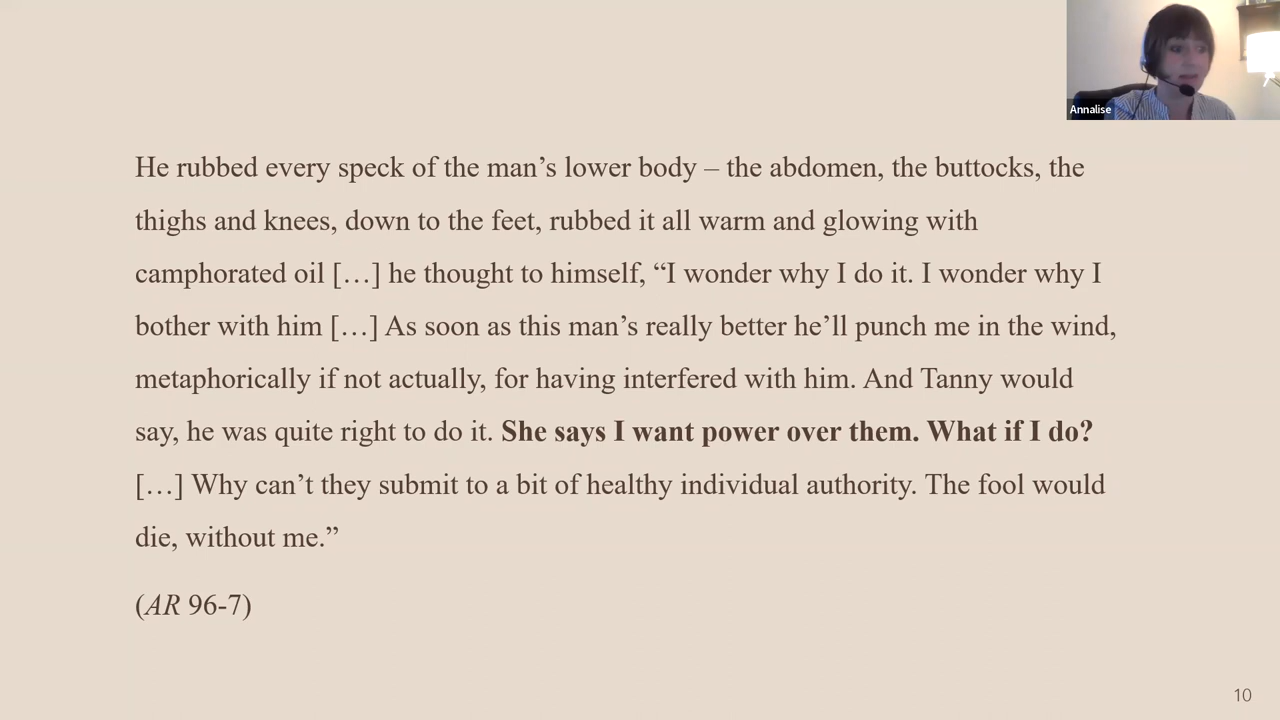 Annalise
He rubbed every speck of the man’s lower body – the abdomen, the buttocks, the
thighs and knees, down to the feet, rubbed it all warm and glowing with
camphorated oil […] he thought to himself, “I wonder why I do it. I wonder why I
bother with him […] As soon as this man’s really better he’ll punch me in the wind,
metaphorically if not actually, for having interfered with him. And Tanny would
say, he was quite right to do it. She says I want power over them. What if I do?
[…] Why can’t they submit to a bit of healthy individual authority. The fool would
die, without me.”
(AR 96-7)
10